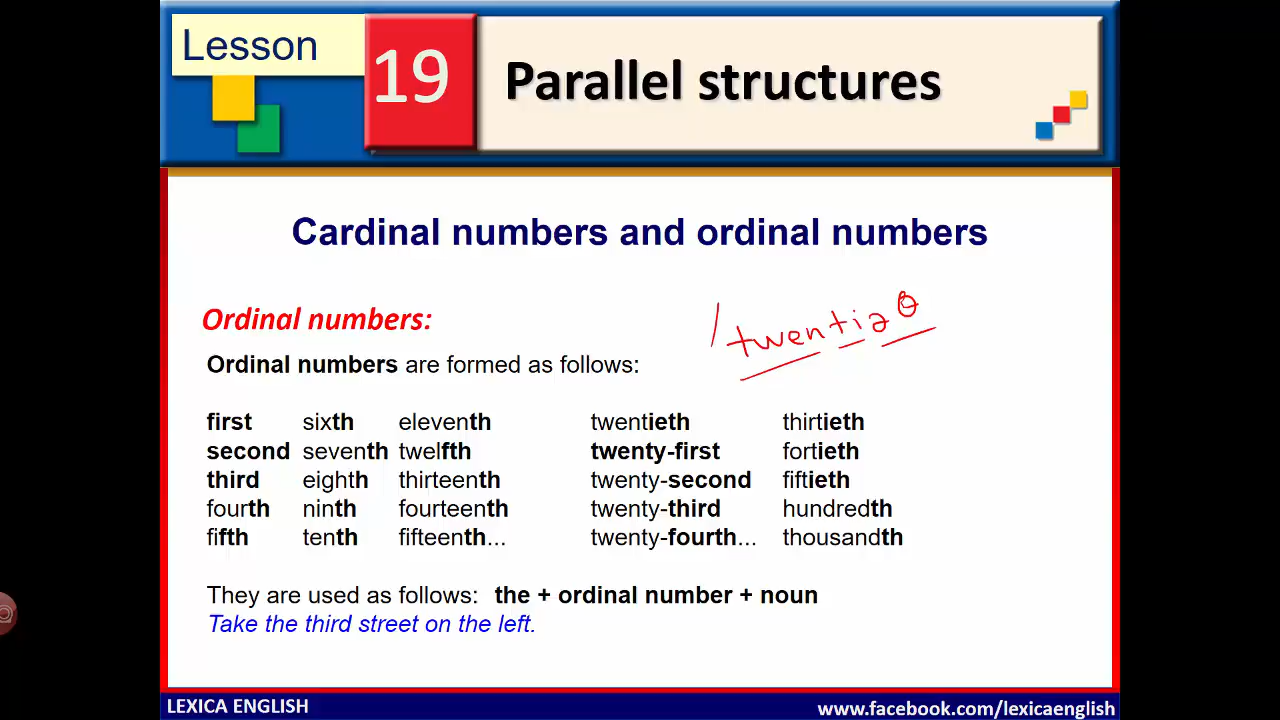 Lesson
19
Parallel structures
Cardinal numbers and ordinal numbers
Ordinal numbers:
/twentiəθ
Ordinal numbers are formed as follows:
first sixth eleventh twentieth thirtieth
second seventh twelfth twenty-first fortieth
third eighth thirteenth twenty-second fiftieth
fourth ninth fourteenth twenty-third hundredth
fifth tenth fifteenth... twenty-fourth... thousandth
They are used as follows: the + ordinal number + noun
Take the third street on the left.
LEXICA ENGLISH
www.facebook.com/lexicaenglish